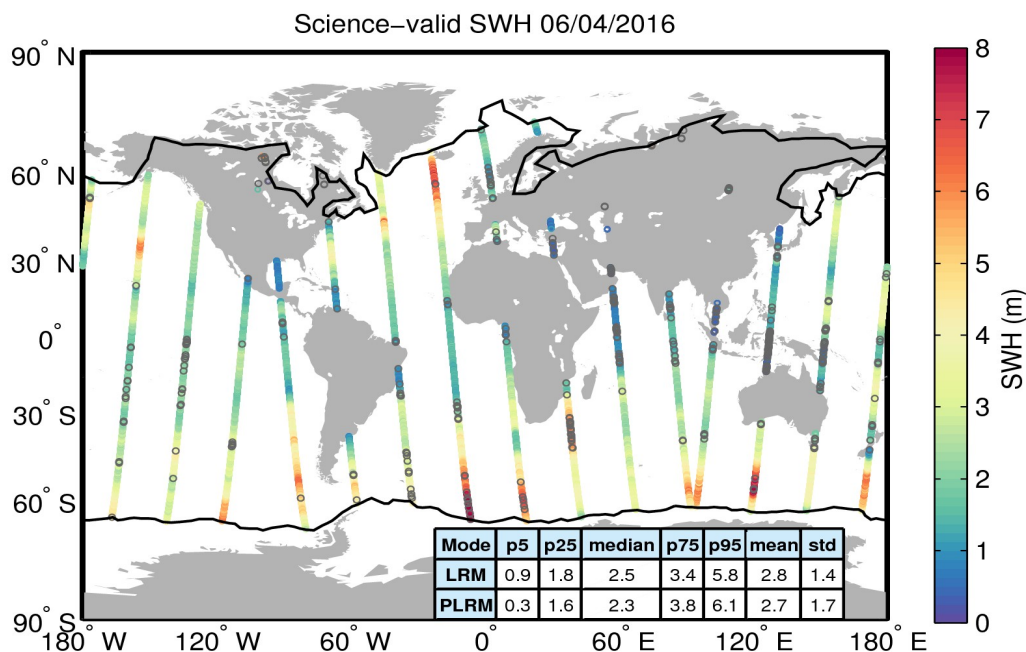 Science−valid SWH 06/04/2016
90° N
60° N
30° N
0°
30° S
60° S
90° S
180° W 120° W 60° W 0° 60° E 120° E 180° E
Mode p5 p25 median p75 p95 mean std
LRM 0.9 1.8 2.5 3.4 5.8 2.8 1.4
PLRM 0.3 1.6 2.3 3.8 6.1 2.7 1.7
8
7
6
5
4
3
2
1
0
SWH (m)